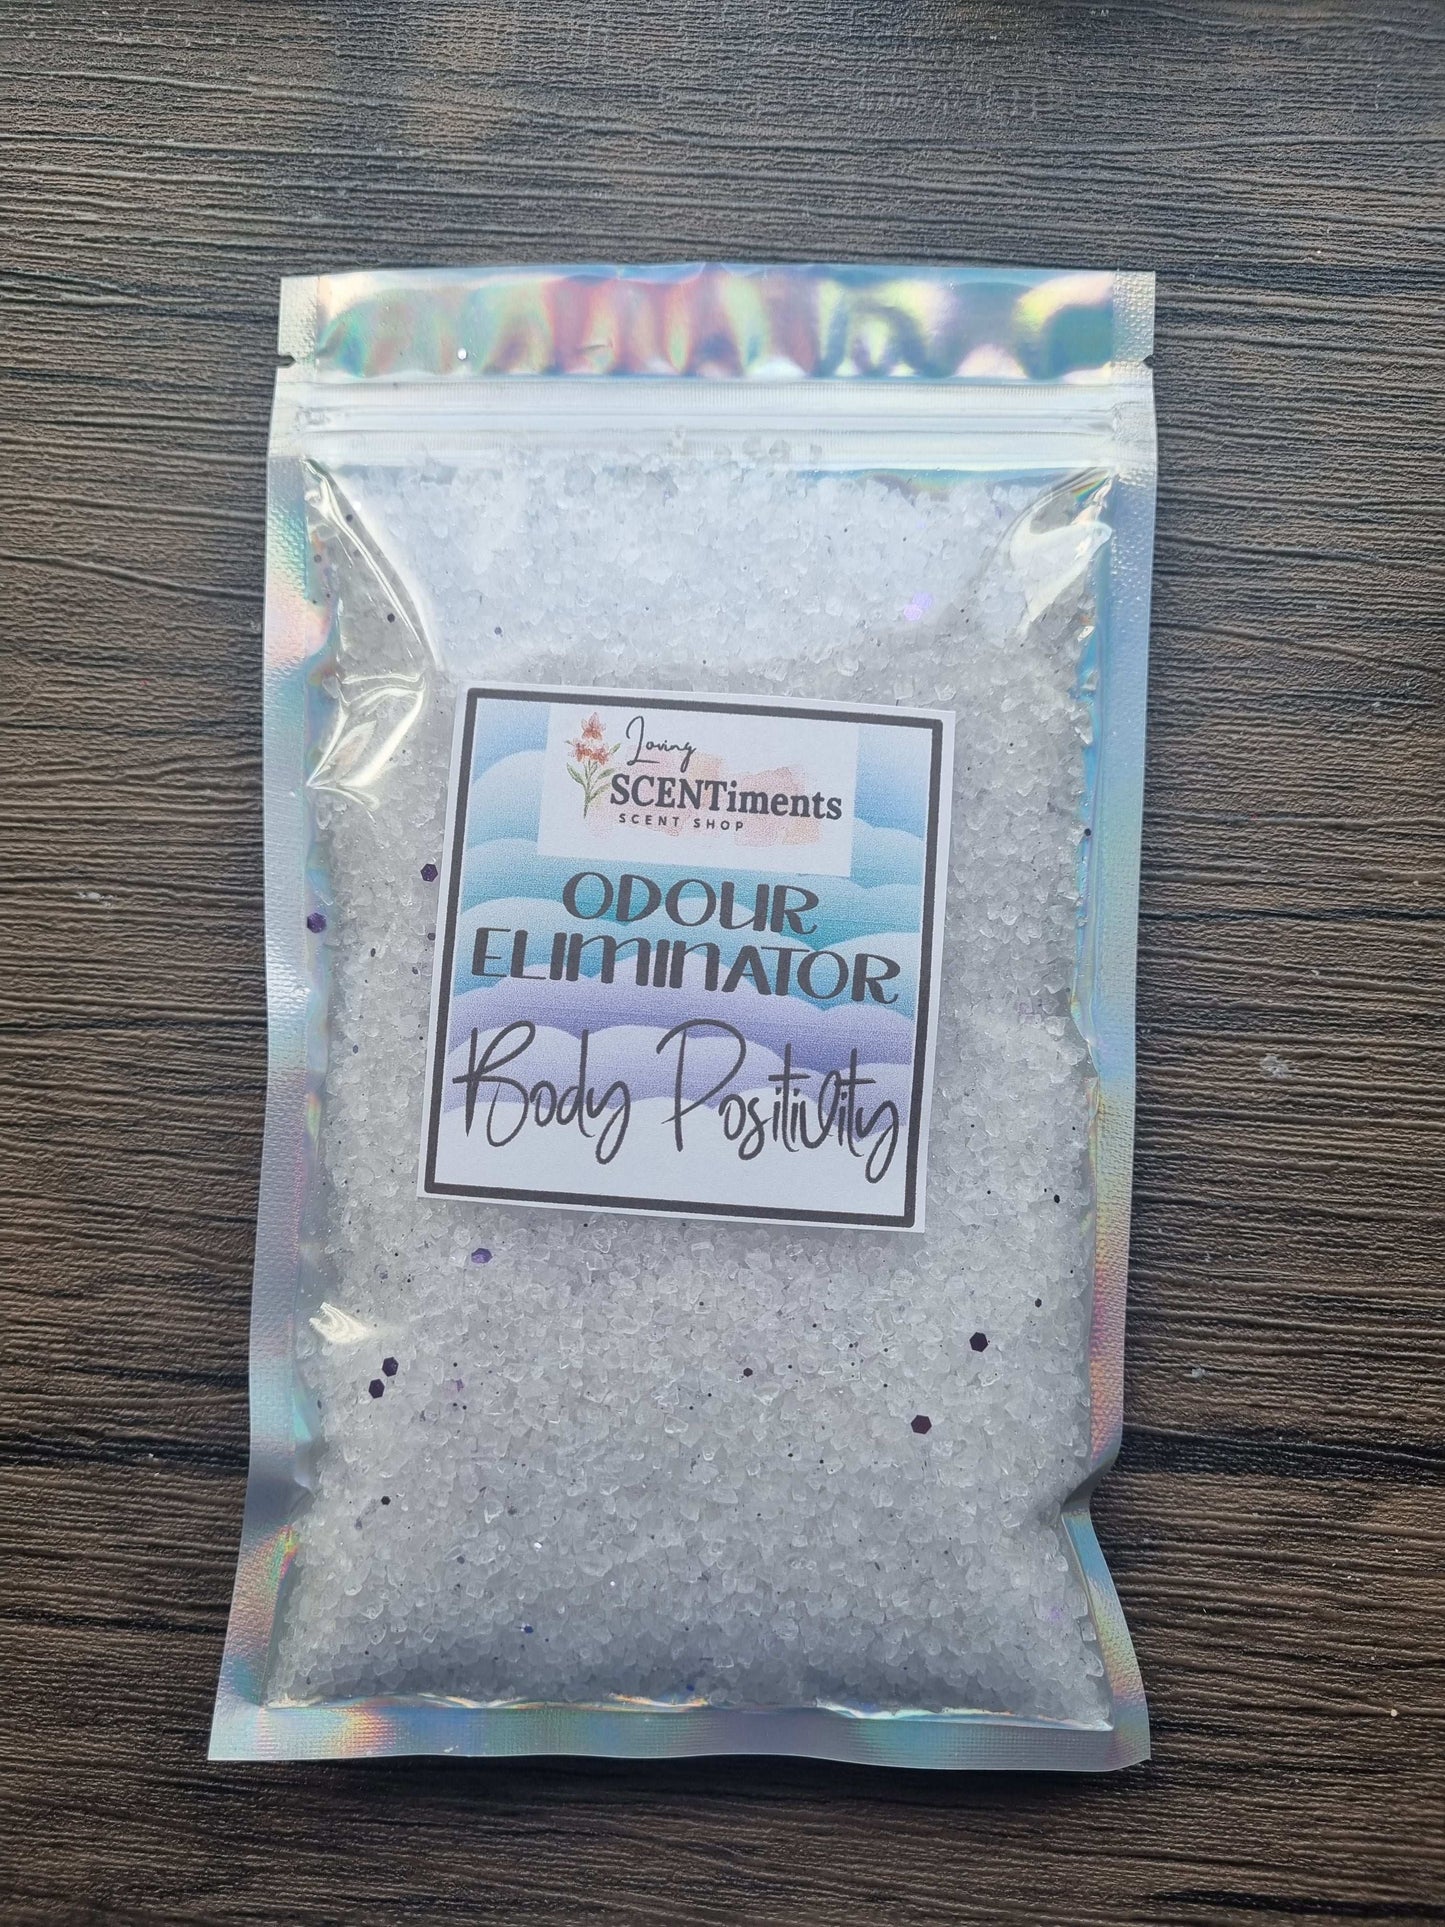 Loving
SCENTiments
SCENT SHOP
ODOUR
ELIMINATOR
Body Positivity